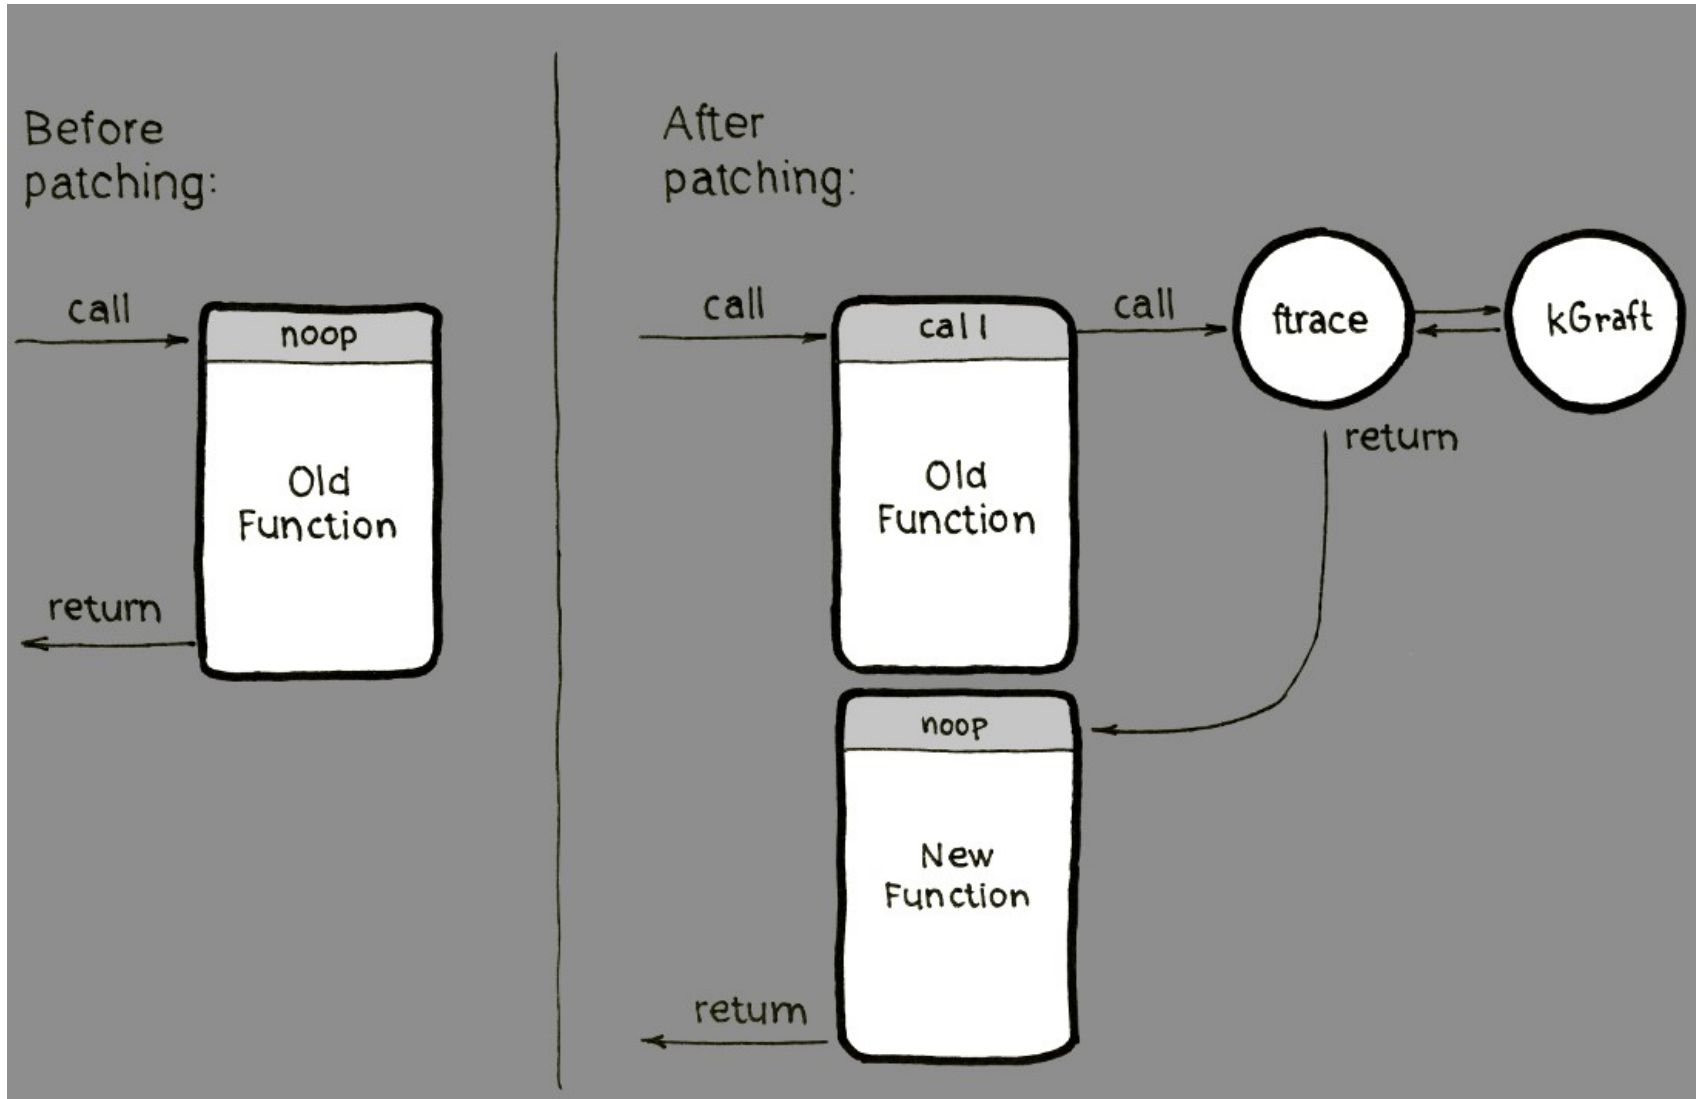 Before
patching:
call
noop
Old
Function
return
After
patching:
call
call
call
ftrace
kGraft
return
Old
Function
noop
New
Function
return